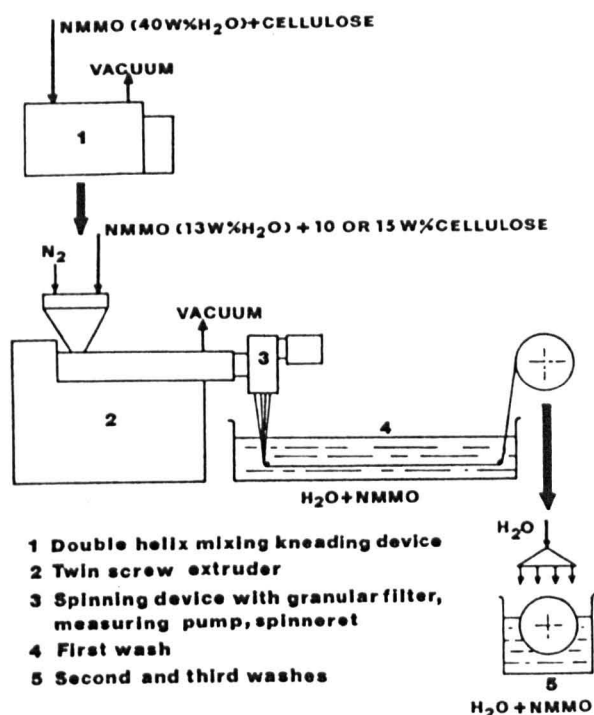 NMMO (40W%H₂O)+CELLULOSE
VACUUM
1
NMMO (13W%H₂O) + 10 OR 15 W% CELLULOSE
N₂
VACUUM
3
2
4
H₂O+NMMO
H₂O
1 Double helix mixing kneading device
2 Twin screw extruder
3 Spinning device with granular filter,
measuring pump, spinneret
4 First wash
5 Second and third washes
5
H₂O+NMMO